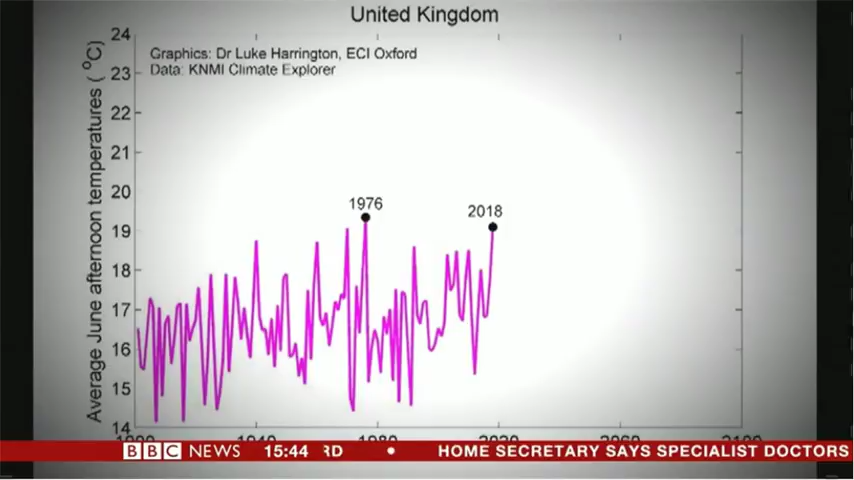 United Kingdom
Graphics: Dr Luke Harrington, ECI Oxford
Data: KNMI Climate Explorer
Average June afternoon temperatures ( °C)
24
23
22
21
20
19
18
17
16
15
14
1976
2018
1900 1940 1980 2020 2060 2100
BBC NEWS 15:44 RD • HOME SECRETARY SAYS SPECIALIST DOCTORS